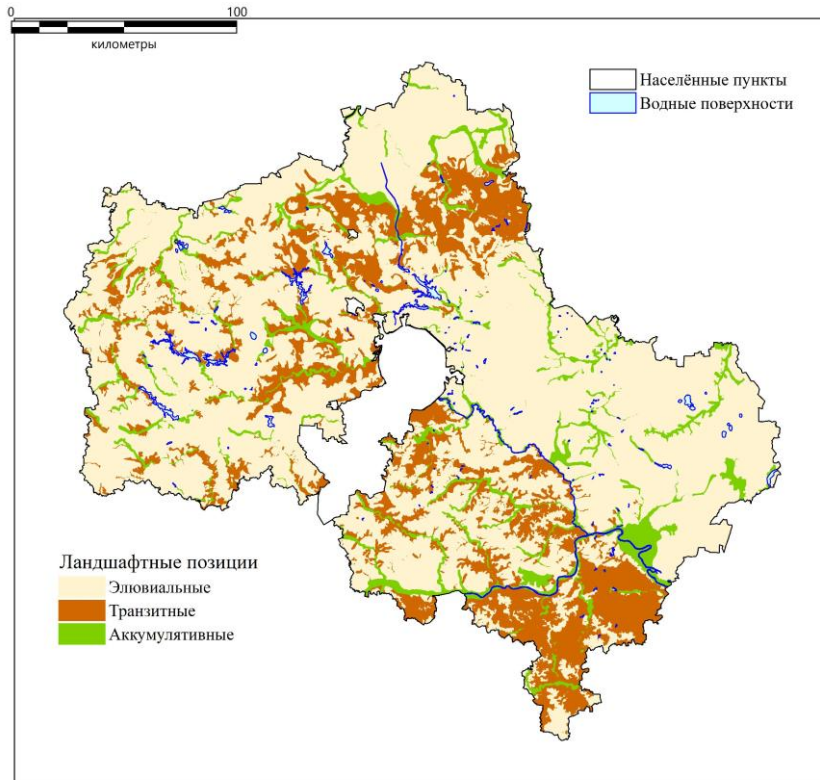 0 100
километры
Населённые пункты
Водные поверхности
Ландшафтные позиции
Элювиальные
Транзитные
Аккумулятивные